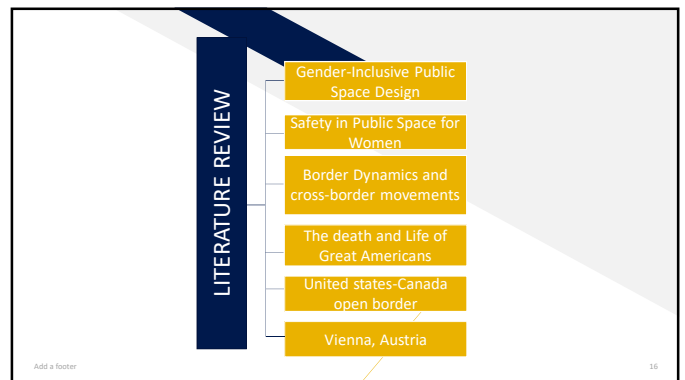 LITERATURE REVIEW
Gender-Inclusive Public
Space Design
Safety in Public Space for
Women
Border Dynamics and
cross-border movements
The death and Life of
Great Americans
United states-Canada
open border
Vienna, Austria
Add a footer
16